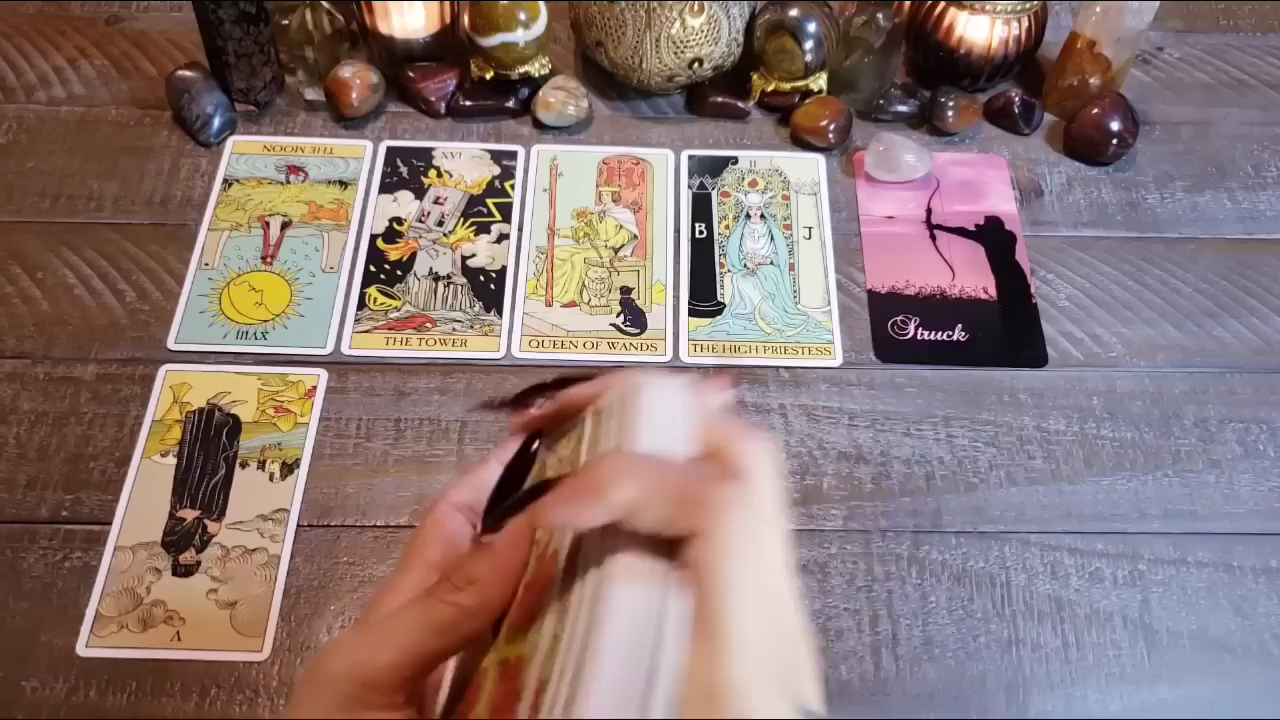 THE MOON
XVIII
XVI
THE TOWER
QUEEN OF WANDS
II
B J
THE HIGH PRIESTESS
Struck
V